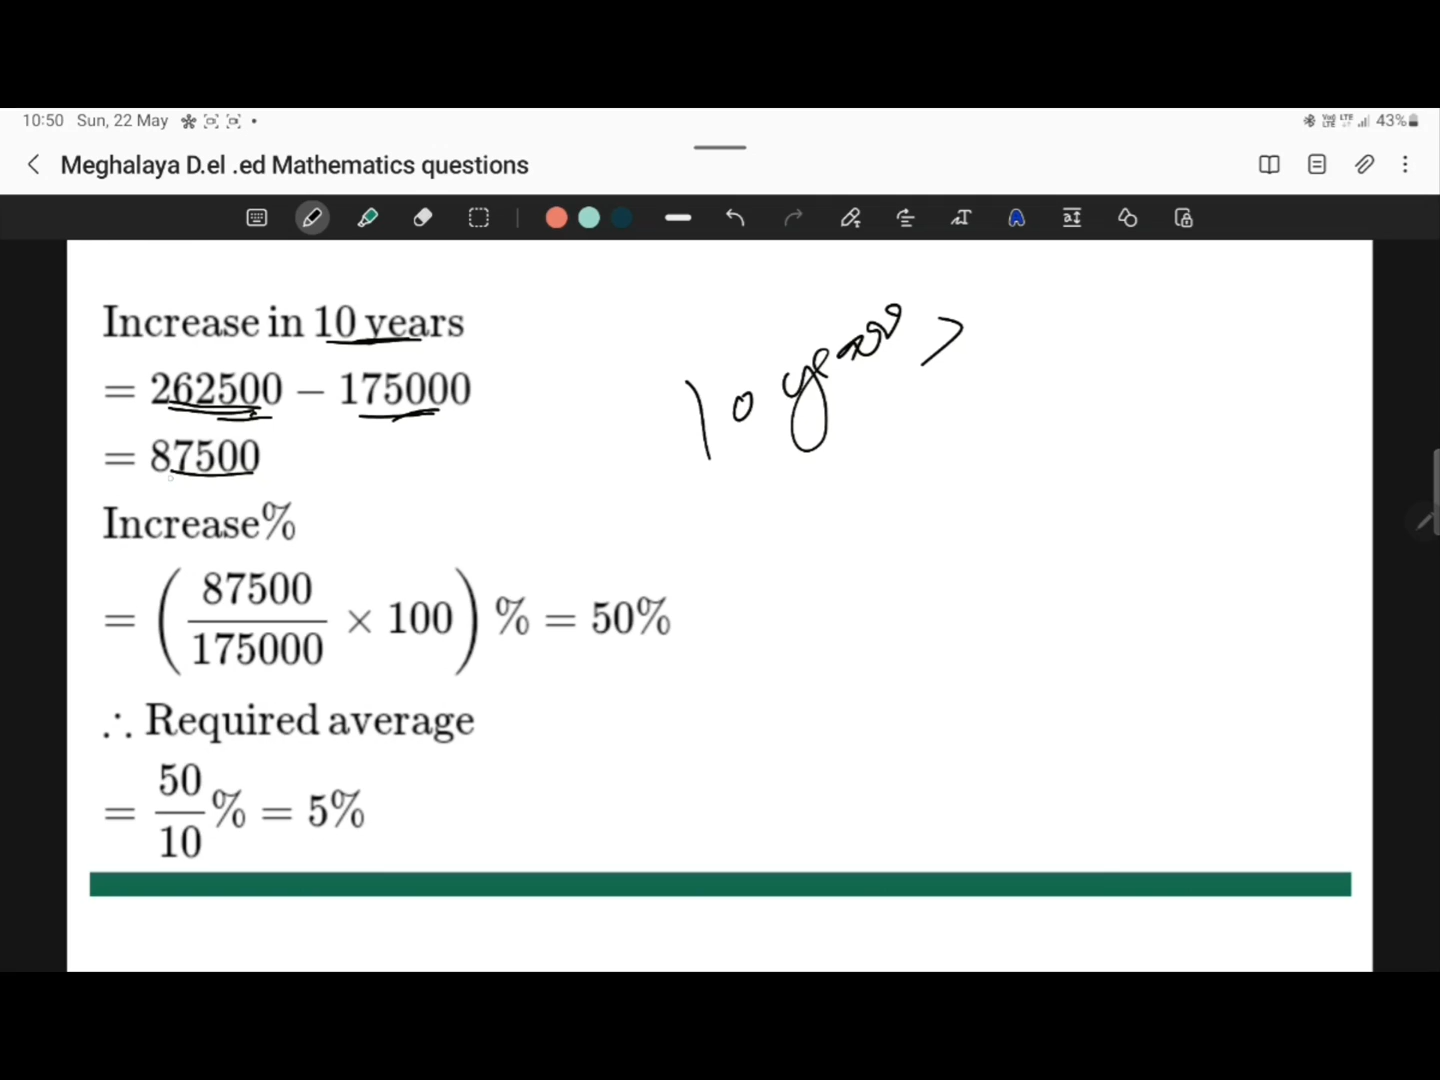 10:50 Sun, 22 May
43%
Meghalaya D.el .ed Mathematics questions
Increase in 10 years
= 262500 − 175000
= 87500
Increase%
= (87500/175000 × 100) % = 50%
∴ Required average
= 50/10 % = 5%
10 years >